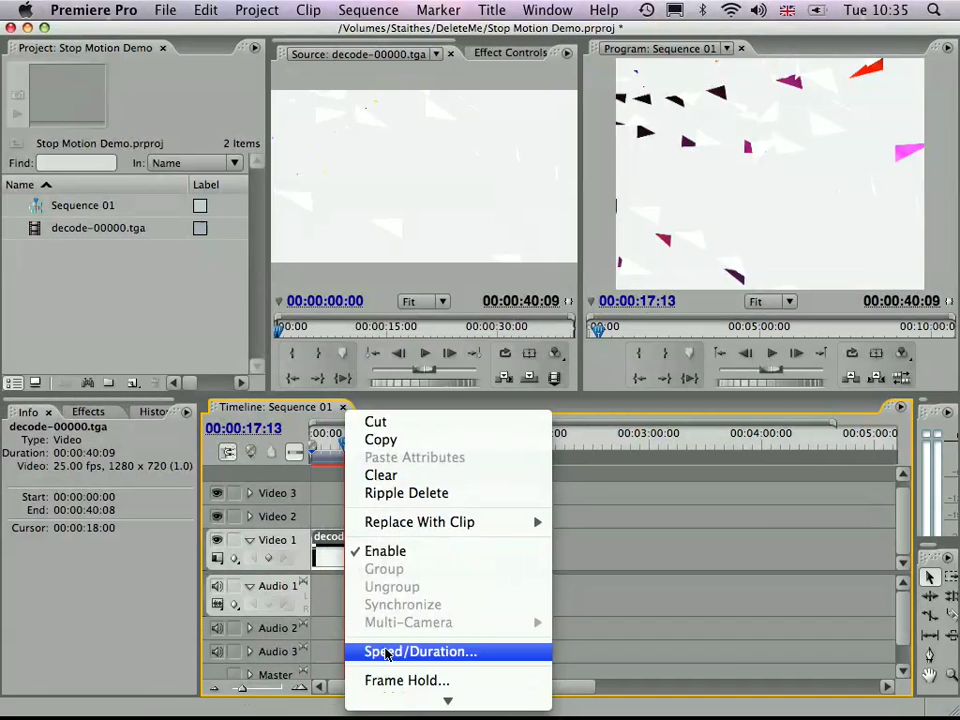 Premiere Pro File Edit Project Clip Sequence Marker Title Window Help Tue 10:35
/Volumes/Staithes/DeleteMe/Stop Motion Demo.prproj *
Project: Stop Motion Demo
Source: decode-00000.tga Effect Controls
Program: Sequence 01
Stop Motion Demo.prproj 2 Items
Find: In: Name
Name Label
Sequence 01
decode-00000.tga
00:00:00:00 Fit 00:00:40:09
00:00 00:00:15:00 00:00:30:00
00:00:17:13 Fit 00:00:40:09
00:00 00:05:00:00 00:10:00:0
Info Effects Histo
decode-00000.tga
Type: Video
Duration: 00:00:40:09
Video: 25.00 fps, 1280 x 720 (1.0)
Start: 00:00:00:00
End: 00:00:40:08
Cursor: 00:00:18:00
Timeline: Sequence 01
00:00:17:13
00:00 00:00 00:03:00:00 00:04:00:00 00:05:00
Video 3
Video 2
Video 1
decod
Audio 1
L
R
Audio 2
Audio 3
Master
Cut
Copy
Paste Attributes
Clear
Ripple Delete
Replace With Clip
Enable
Group
Ungroup
Synchronize
Multi-Camera
Speed/Duration...
Frame Hold...